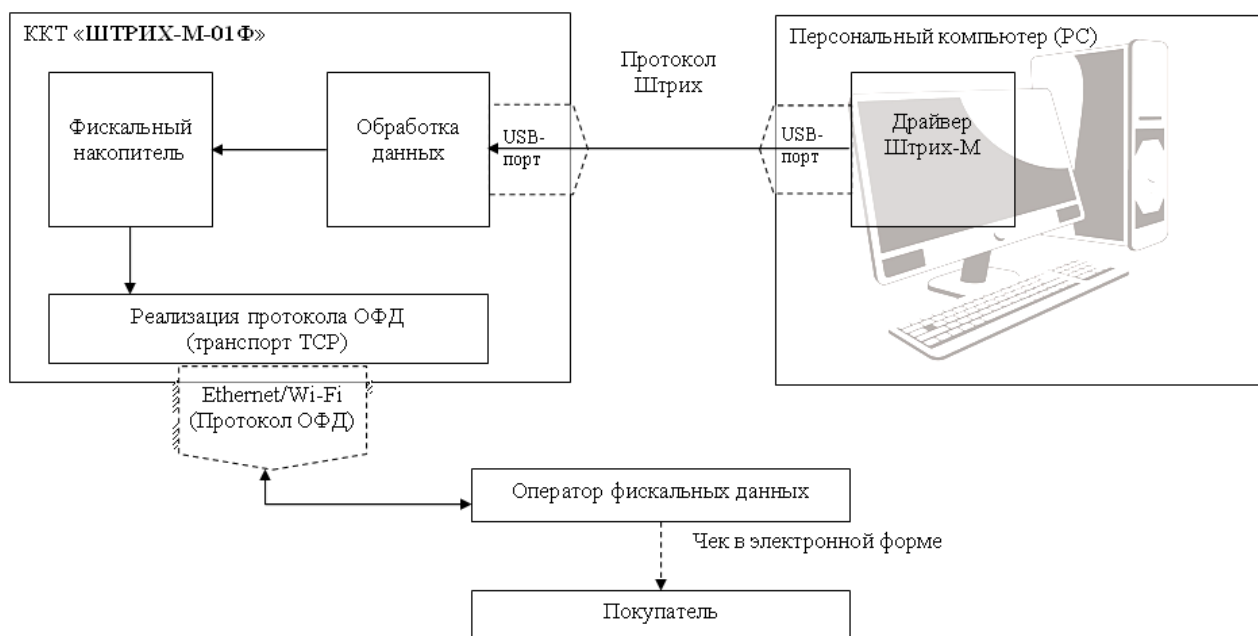 ККТ «ШТРИХ-М-01Ф»
Персональный компьютер (PC)
Протокол
Штрих
Фискальный
накопитель
Обработка
данных
USB-
порт
USB-
порт
Драйвер
Штрих-М
Реализация протокола ОФД
(транспорт TCP)
Ethernet/Wi-Fi
(Протокол ОФД)
Оператор фискальных данных
Чек в электронной форме
Покупатель